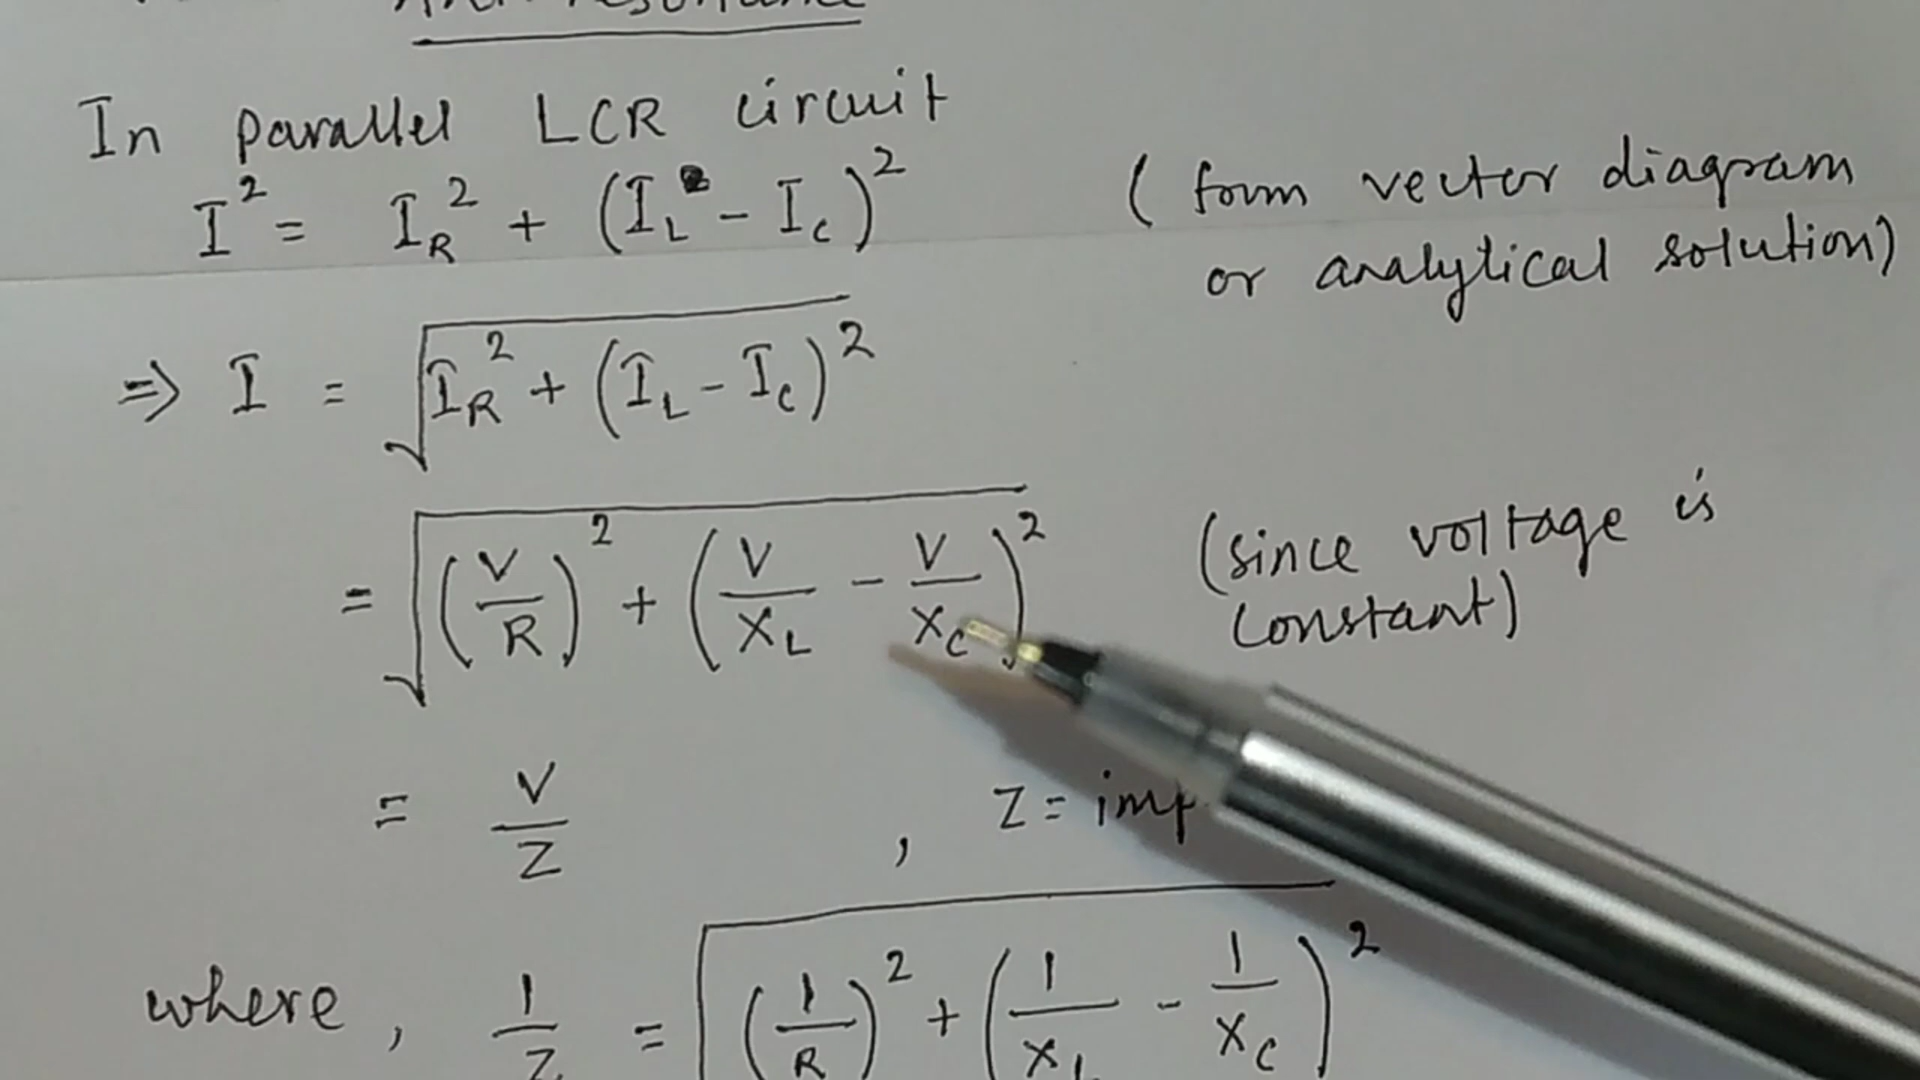 In parallel LCR circuit
I² = I_R² + (I_L - I_C)² (form vector diagram
or analytical solution)
=> I = √(I_R² + (I_L - I_C)²)
= √((V/R)² + (V/X_L - V/X_C)²) (since voltage is
constant)
= V/Z , Z = imp
where, 1/Z = √((1/R)² + (1/X_L - 1/X_C)²)